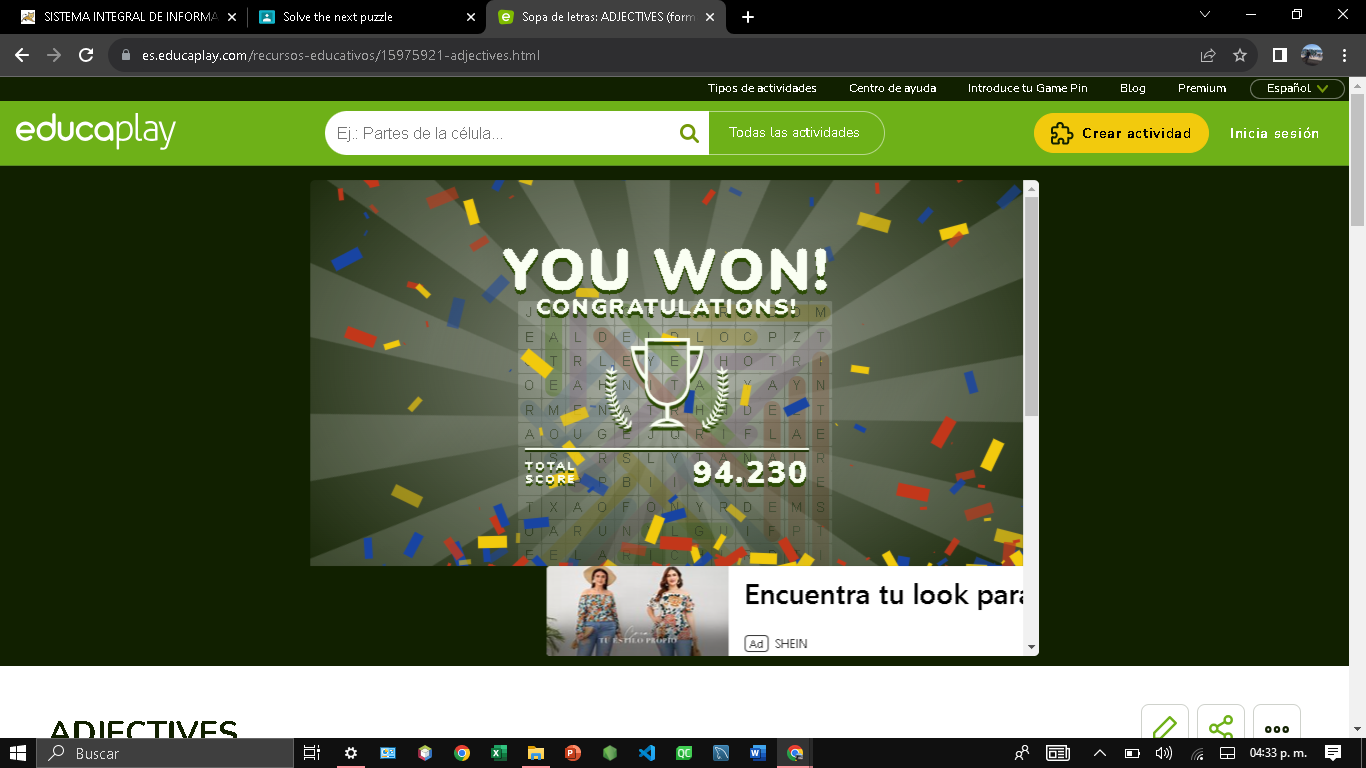 SISTEMA INTEGRAL DE INFORMA
Solve the next puzzle
Sopa de letras: ADJECTIVES (form
es.educaplay.com/recursos-educativos/15975921-adjectives.html
Tipos de actividades
Centro de ayuda
Introduce tu Game Pin
Blog
Premium
Español
educaplay
Ej.: Partes de la célula...
Todas las actividades
Crear actividad
Inicia sesión
YOU WON!
CONGRATULATIONS!
TOTAL
SCORE
94.230
Encuentra tu look para
TU ESTILO PROPIO
Ad SHEIN
ADJECTIVES
Buscar
04:33 p. m.